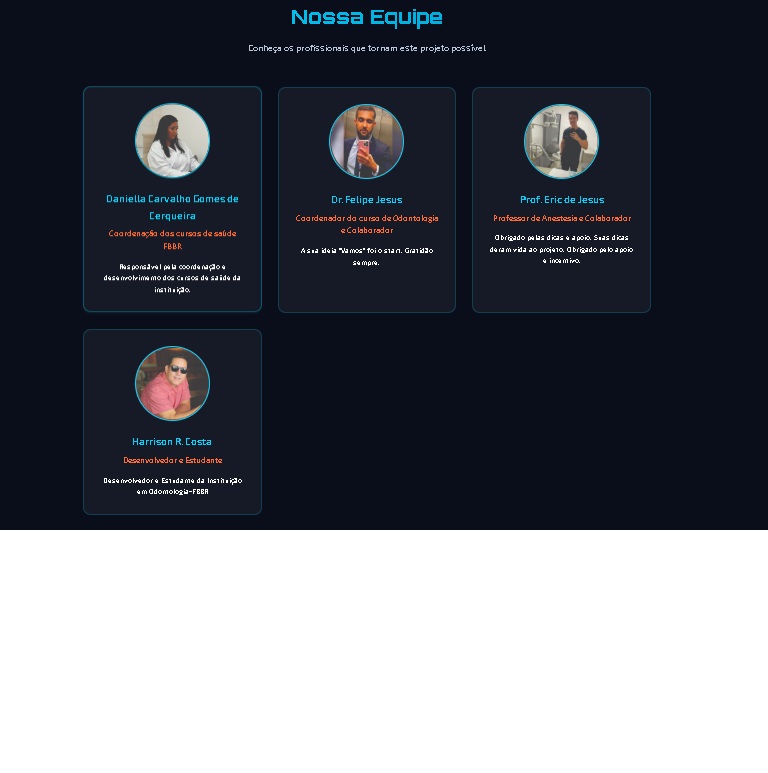 Nossa Equipe
Conheça os profissionais que tornam este projeto possível
Daniella Carvalho Gomes de
Cerqueira
Coordenação dos cursos de saúde
FBBR
Responsável pela coordenação e
desenvolvimento dos cursos de saúde da
instituição.
Dr. Felipe Jesus
Coordenador do curso de Odontologia
e Colaborador
A sua ideia "Vamos" foi o start. Gratidão
sempre.
Prof. Eric de Jesus
Professor de Anestesia e Colaborador
Obrigado pelas dicas e apoio. Suas dicas
deram vida ao projeto. Obrigado pelo apoio
e incentivo.
Harrison R. Costa
Desenvolvedor e Estudante
Desenvolvedor e Estudante da Instituição
em Odontologia-FBBR